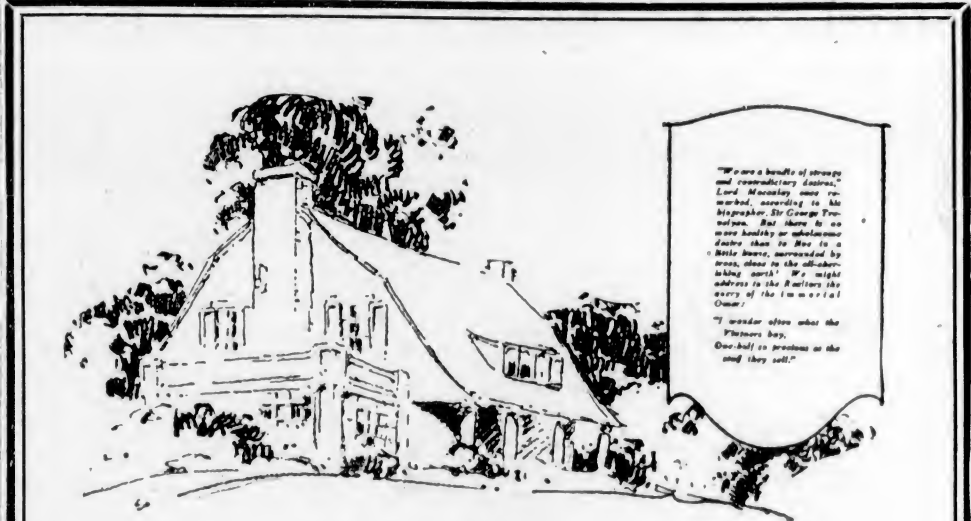 "We are a bundle of strange
and contradictory desires,"
Lord Macaulay once re-
marked, according to his
biographer, Sir George Tre-
velyan. But there is no
more healthy or wholesome
desire than to live in a
little house, surrounded by
trees, close to the all-cher-
ishing earth! We might
address to the Realtors the
query of the immortal
Omar:
"I wonder often what the
Vintners buy,
One-half so precious as the
stuff they sell."